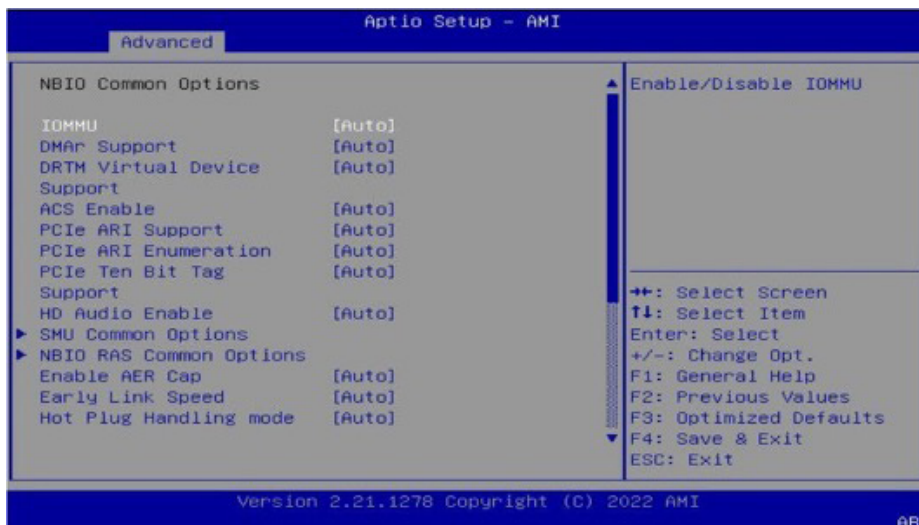 Aptio Setup – AMI
Advanced
NBIO Common Options
IOMMU [Auto]
DMAr Support [Auto]
DRTM Virtual Device [Auto]
Support
ACS Enable [Auto]
PCIe ARI Support [Auto]
PCIe ARI Enumeration [Auto]
PCIe Ten Bit Tag [Auto]
Support
HD Audio Enable [Auto]
▶ SMU Common Options
▶ NBIO RAS Common Options
Enable AER Cap [Auto]
Early Link Speed [Auto]
Hot Plug Handling mode [Auto]
Enable/Disable IOMMU
→←: Select Screen
↑↓: Select Item
Enter: Select
+/-: Change Opt.
F1: General Help
F2: Previous Values
F3: Optimized Defaults
F4: Save & Exit
ESC: Exit
Version 2.21.1278 Copyright (C) 2022 AMI